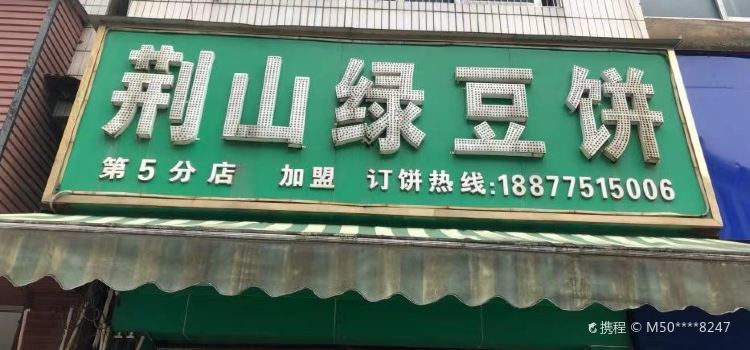 荆山绿豆饼
第5分店 加盟 订饼热线:18877515006
携程 © M50****8247